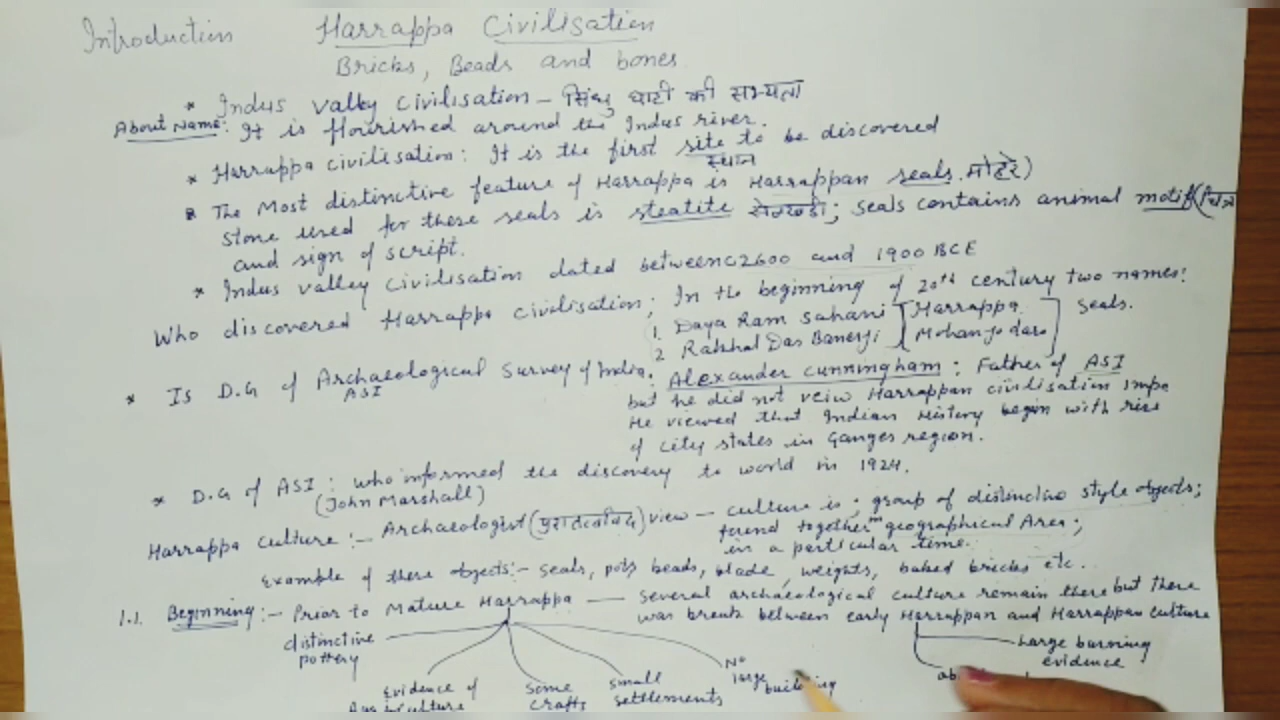 Introduction Harrappa Civilisation
Bricks, Beads and bones
* Indus valley civilisation - सिंधु घाटी की सभ्यता
About Name: It is flourished around the Indus river.
* Harrappa civilisation: It is the first site to be discovered
स्थान
The Most distinctive feature of Harrappa is Harrappan seals मोहरे)
stone used for these seals is steatite सेलखडी; seals contains animal motif(
and sign of script.
* Indus valley civilisation dated between c2600 and 1900 BCE
Who discovered Harrappa civilisation; In the beginning of 20th century two names:
1. Daya Ram Sahani [Harrappa] seals.
2 Rakhal Das Banerji [Mohanjodaro]
* Is D.G of Archaeological Survey of India. Alexander cunningham : Father of ASI
ASI
but he did not veiw Harrappan civilisation impo
He viewed that Indian History begin with rise
of city states in Ganges region.
* D.G of ASI : who informed the discovery to world in 1924.
(John Marshall)
Harrappa culture :- Archaeologist (पुरातत्वविद) view - culture is ; group of distinctive style objects;
found together in geographical Area;
in a particular time.
Example of these objects:- seals, pots beads, blade, weights, baked bricks etc.
1.1. Beginning :- Prior to Mature Harrappa — several archaeological culture remain there but there
was break between early Harrappan and Harrappan culture
distinctive pottery
Large burning evidence
No large building
small settlements
Some crafts
Evidence of Agriculture